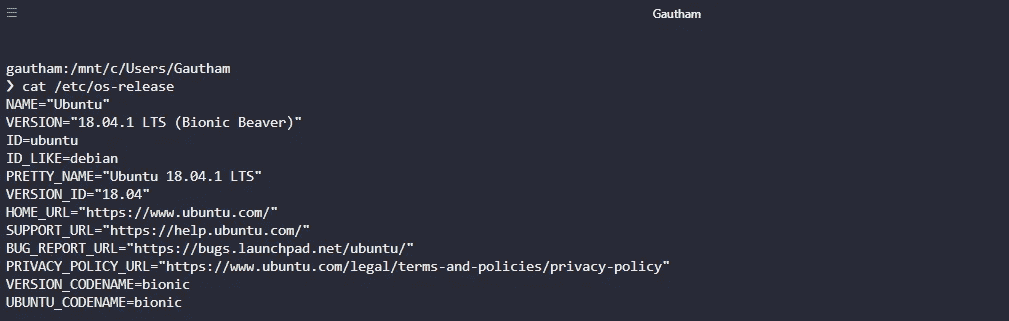 Gautham
gautham:/mnt/c/Users/Gautham
❯ cat /etc/os-release
NAME="Ubuntu"
VERSION="18.04.1 LTS (Bionic Beaver)"
ID=ubuntu
ID_LIKE=debian
PRETTY_NAME="Ubuntu 18.04.1 LTS"
VERSION_ID="18.04"
HOME_URL="https://www.ubuntu.com/"
SUPPORT_URL="https://help.ubuntu.com/"
BUG_REPORT_URL="https://bugs.launchpad.net/ubuntu/"
PRIVACY_POLICY_URL="https://www.ubuntu.com/legal/terms-and-policies/privacy-policy"
VERSION_CODENAME=bionic
UBUNTU_CODENAME=bionic